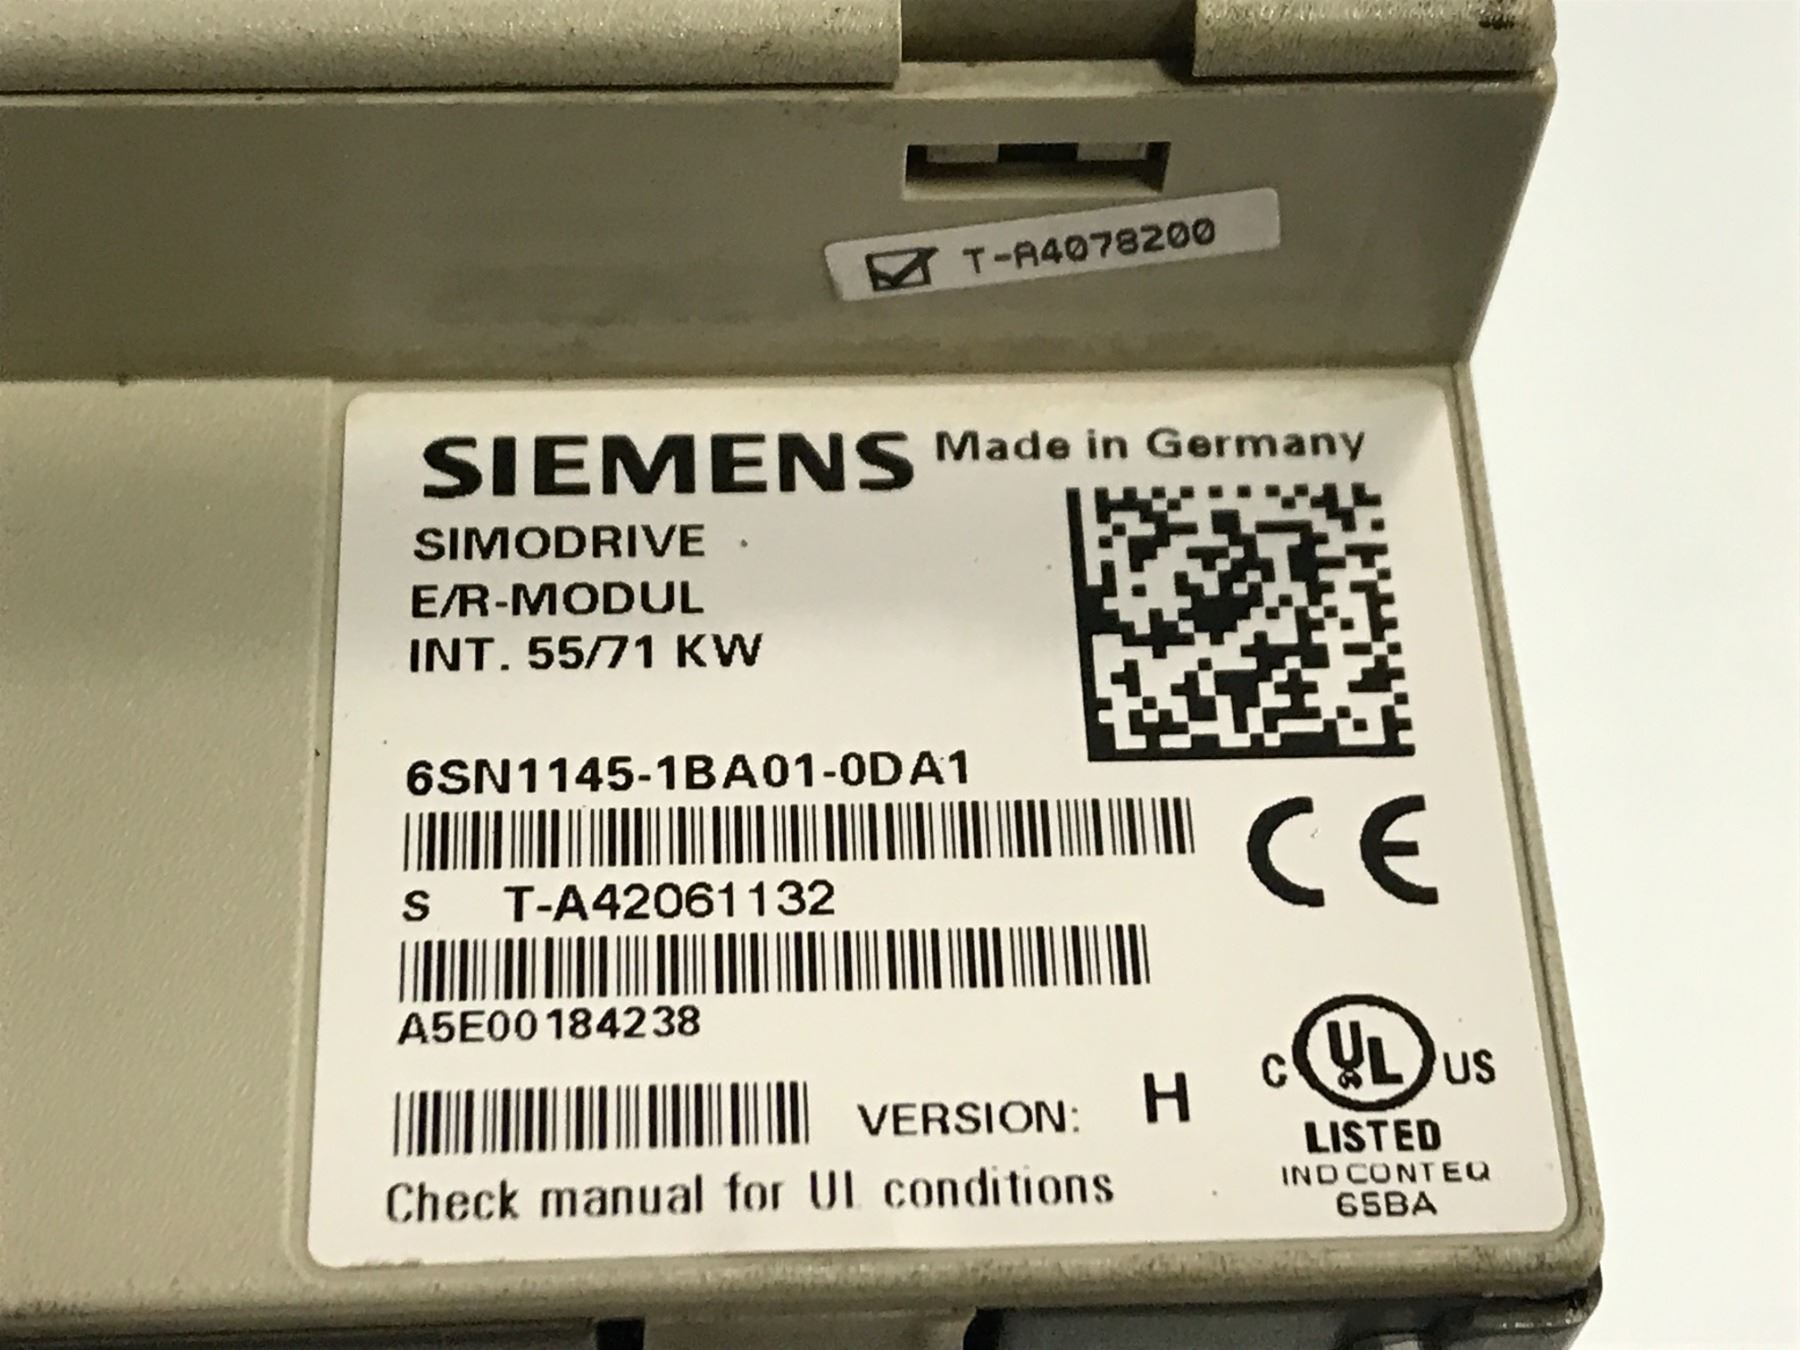 T-A4078200
SIEMENS Made in Germany
SIMODRIVE
E/R-MODUL
INT. 55/71 KW
6SN1145-1BA01-0DA1
S T-A42061132
A5E00184238
VERSION: H
C UL US
LISTED
IND CONT EQ
65BA
Check manual for UL conditions
CE